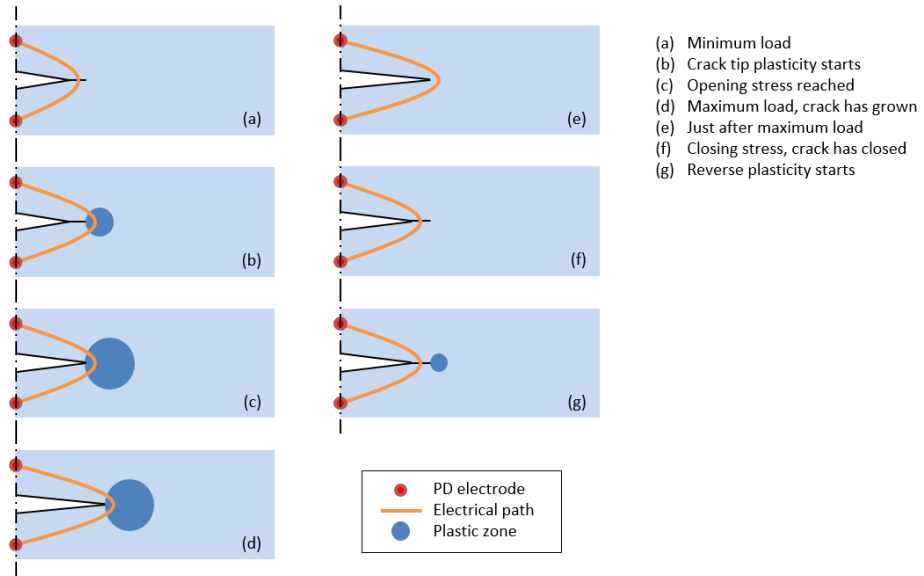 (a)
(b)
(c)
(d)
(e)
(f)
(g)
(a) Minimum load
(b) Crack tip plasticity starts
(c) Opening stress reached
(d) Maximum load, crack has grown
(e) Just after maximum load
(f) Closing stress, crack has closed
(g) Reverse plasticity starts
PD electrode
Electrical path
Plastic zone